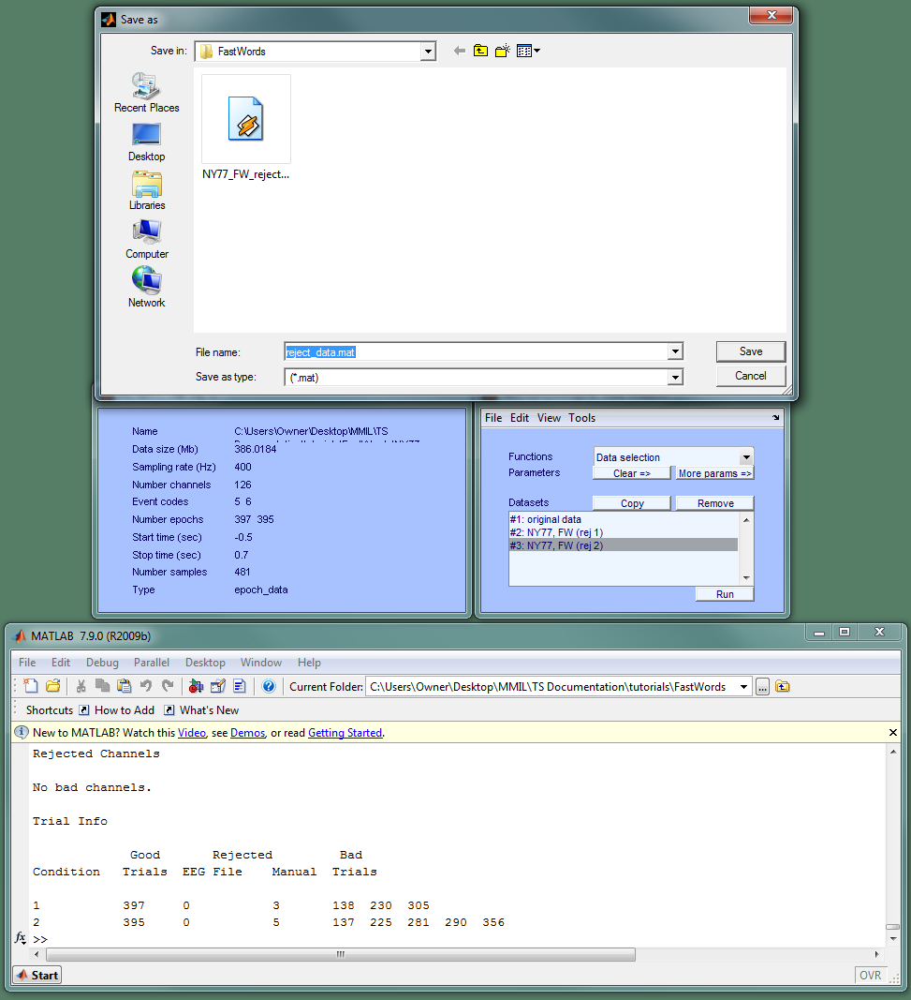 Save as
Save in: FastWords
Recent Places
Desktop
Libraries
Computer
Network
NY77_FW_reject...
File name: reject_data.mat Save
Save as type: (*.mat) Cancel
Name C:\Users\Owner\Desktop\MMIL\TS
Data size (Mb) 386.0184
Sampling rate (Hz) 400
Number channels 126
Event codes 5 6
Number epochs 397 395
Start time (sec) -0.5
Stop time (sec) 0.7
Number samples 481
Type epoch_data
File Edit View Tools
Functions Data selection
Parameters Clear => More params =>
Datasets Copy Remove
#1: original data
#2: NY77, FW (rej 1)
#3: NY77, FW (rej 2)
Run
MATLAB 7.9.0 (R2009b)
File Edit Debug Parallel Desktop Window Help
Current Folder: C:\Users\Owner\Desktop\MMIL\TS Documentation\tutorials\FastWords ...
Shortcuts How to Add What's New
New to MATLAB? Watch this Video, see Demos, or read Getting Started.
Rejected Channels
No bad channels.
Trial Info
Good Rejected Bad
Condition Trials EEG File Manual Trials
1 397 0 3 138 230 305
2 395 0 5 137 225 281 290 356
fx >>
Start OVR